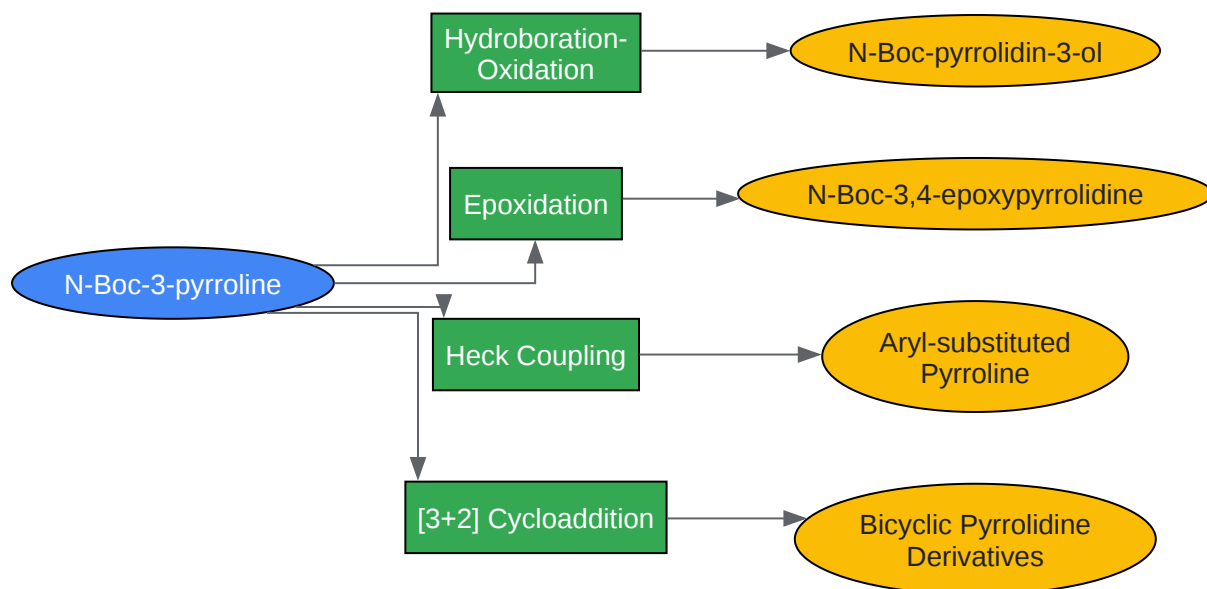 Hydroboration-
Oxidation
N-Boc-pyrrolidin-3-ol
Epoxidation
N-Boc-3,4-epoxypyrrolidine
N-Boc-3-pyrroline
Heck Coupling
Aryl-substituted
Pyrroline
[3+2] Cycloaddition
Bicyclic Pyrrolidine
Derivatives